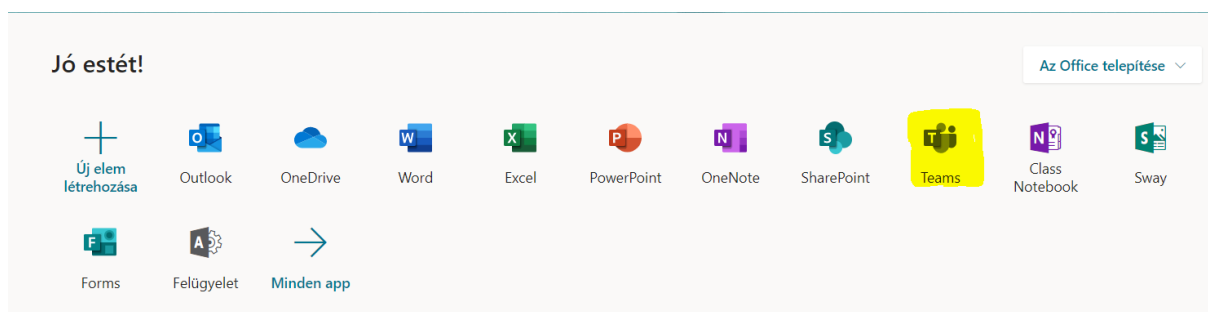 Jó estét!
Az Office telepítése
Új elem
létrehozása
Outlook
OneDrive
Word
Excel
PowerPoint
OneNote
SharePoint
Teams
Class
Notebook
Sway
Forms
Felügyelet
Minden app